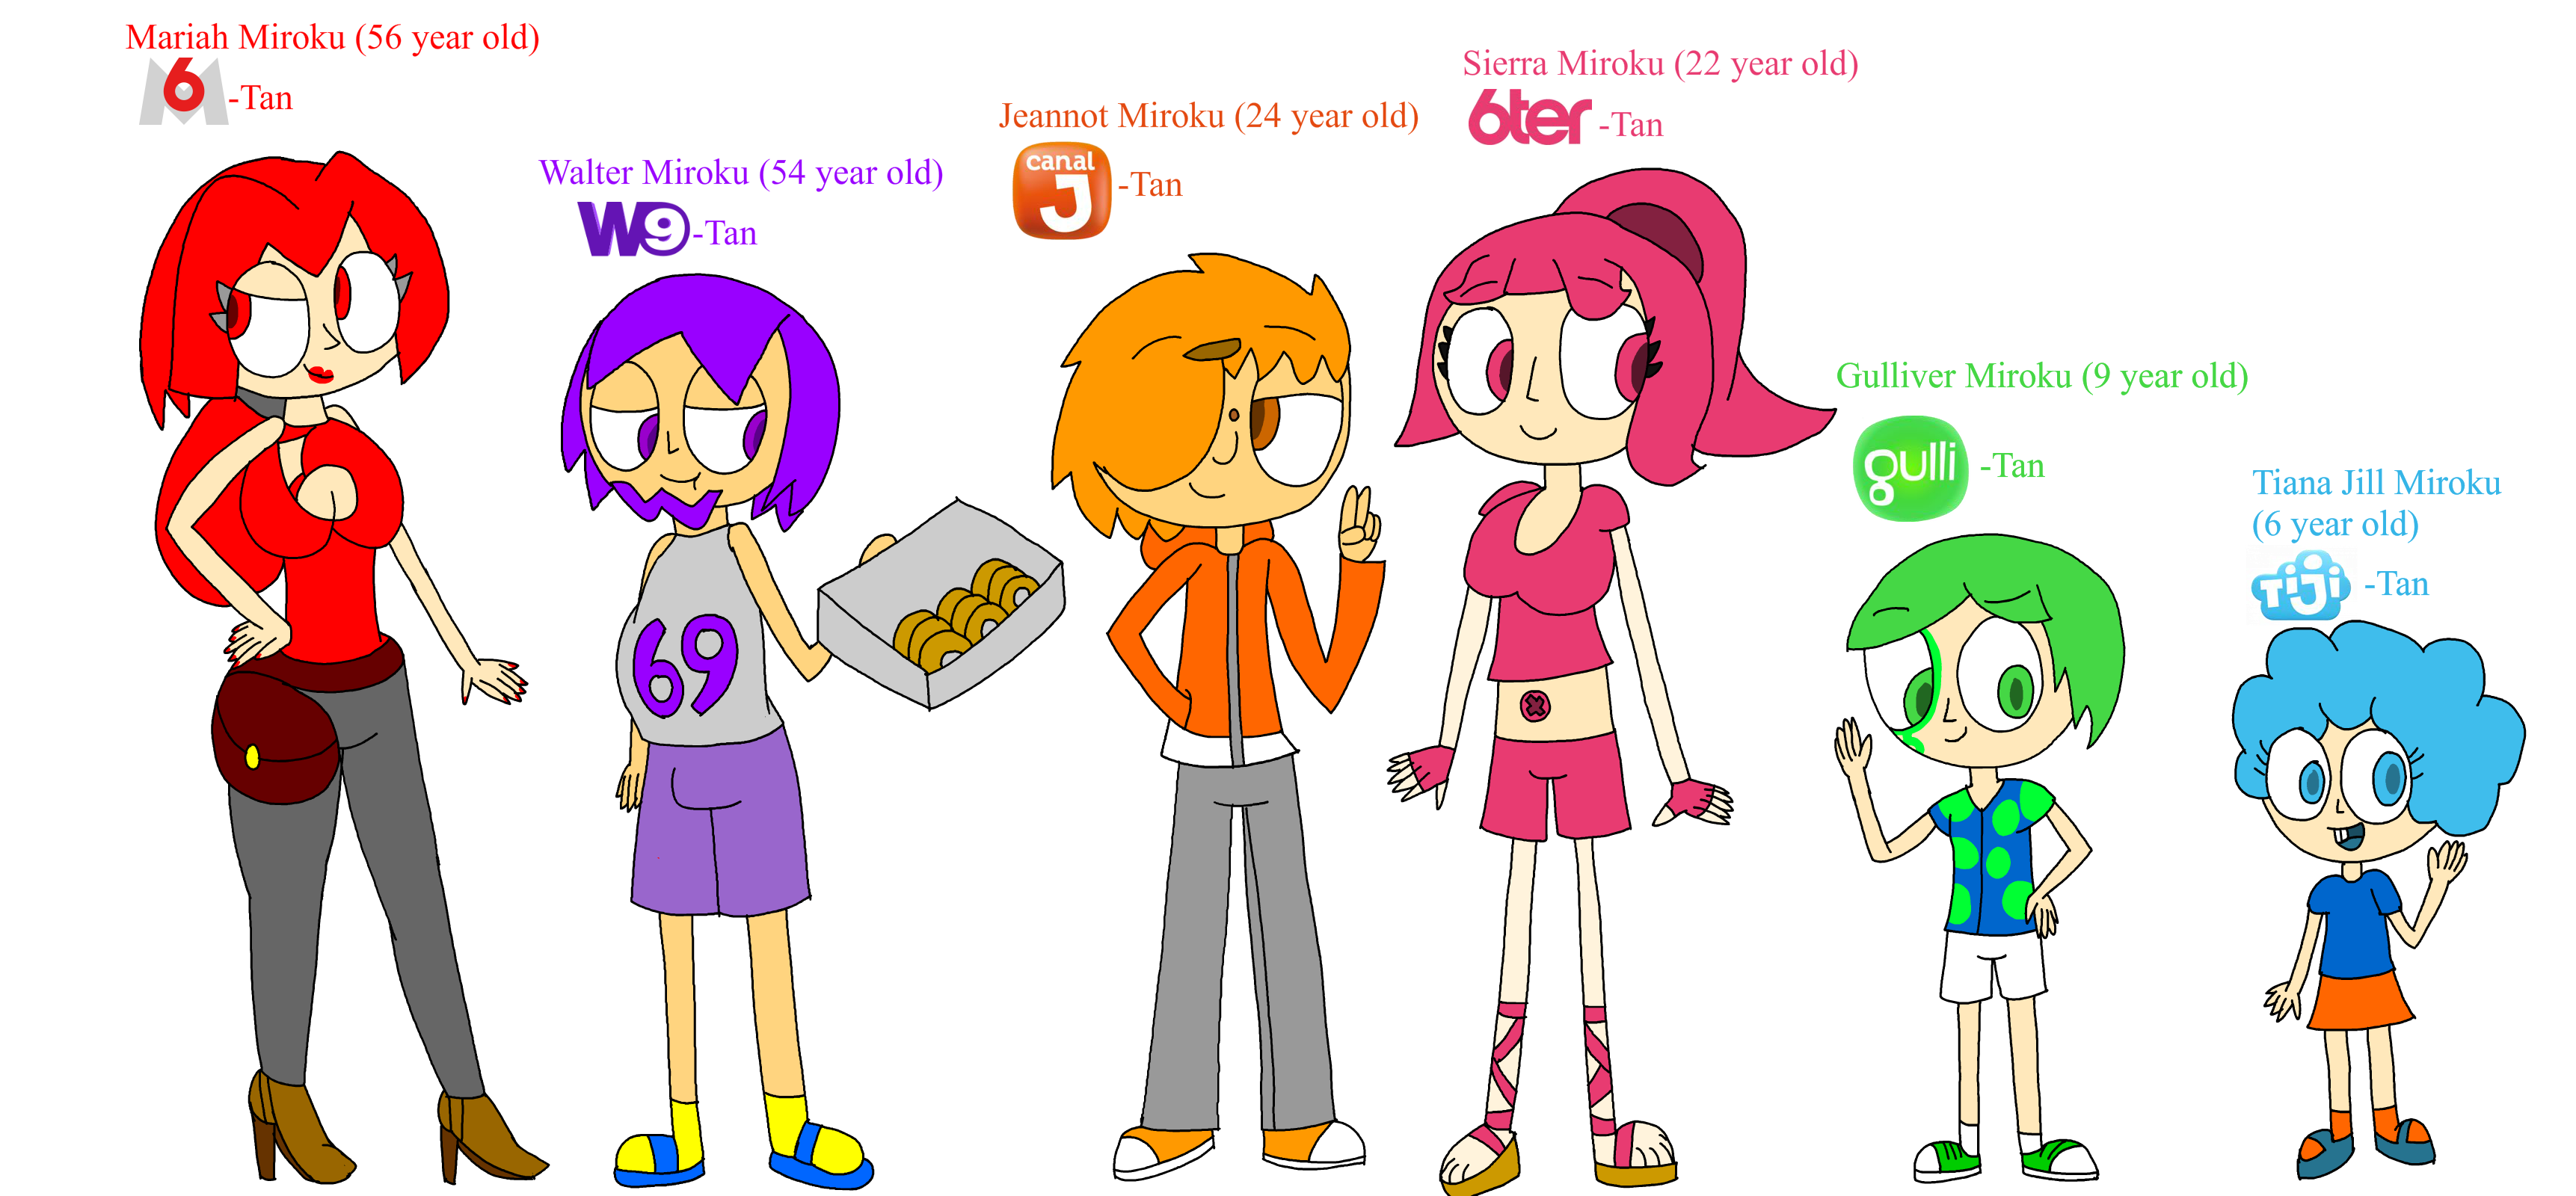 Mariah Miroku (56 year old)
M6-Tan
Walter Miroku (54 year old)
W9-Tan
69
Jeannot Miroku (24 year old)
canal
J -Tan
Sierra Miroku (22 year old)
6ter -Tan
Gulliver Miroku (9 year old)
gulli -Tan
Tiana Jill Miroku
(6 year old)
TiJi -Tan